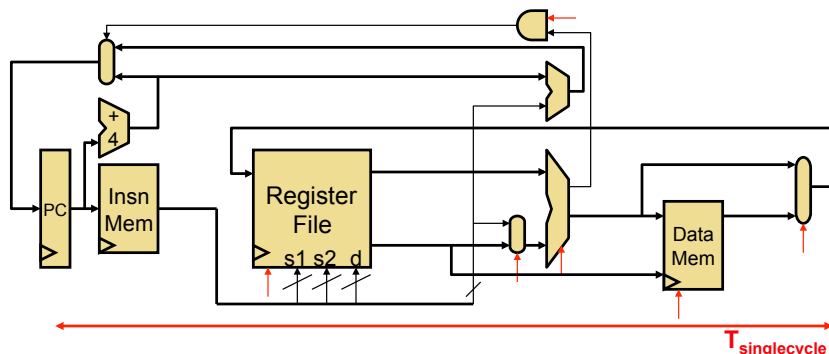 +
4
PC
Insn
Mem
Register
File
s1 s2 d
Data
Mem
Tsinglecycle